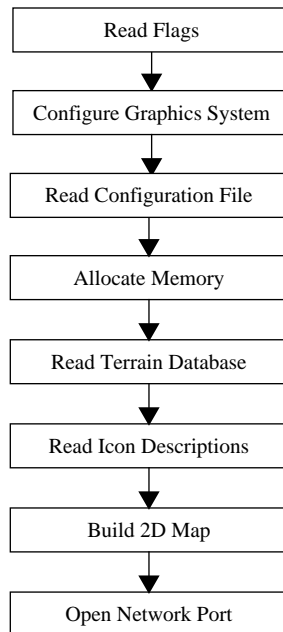 Read Flags
Configure Graphics System
Read Configuration File
Allocate Memory
Read Terrain Database
Read Icon Descriptions
Build 2D Map
Open Network Port